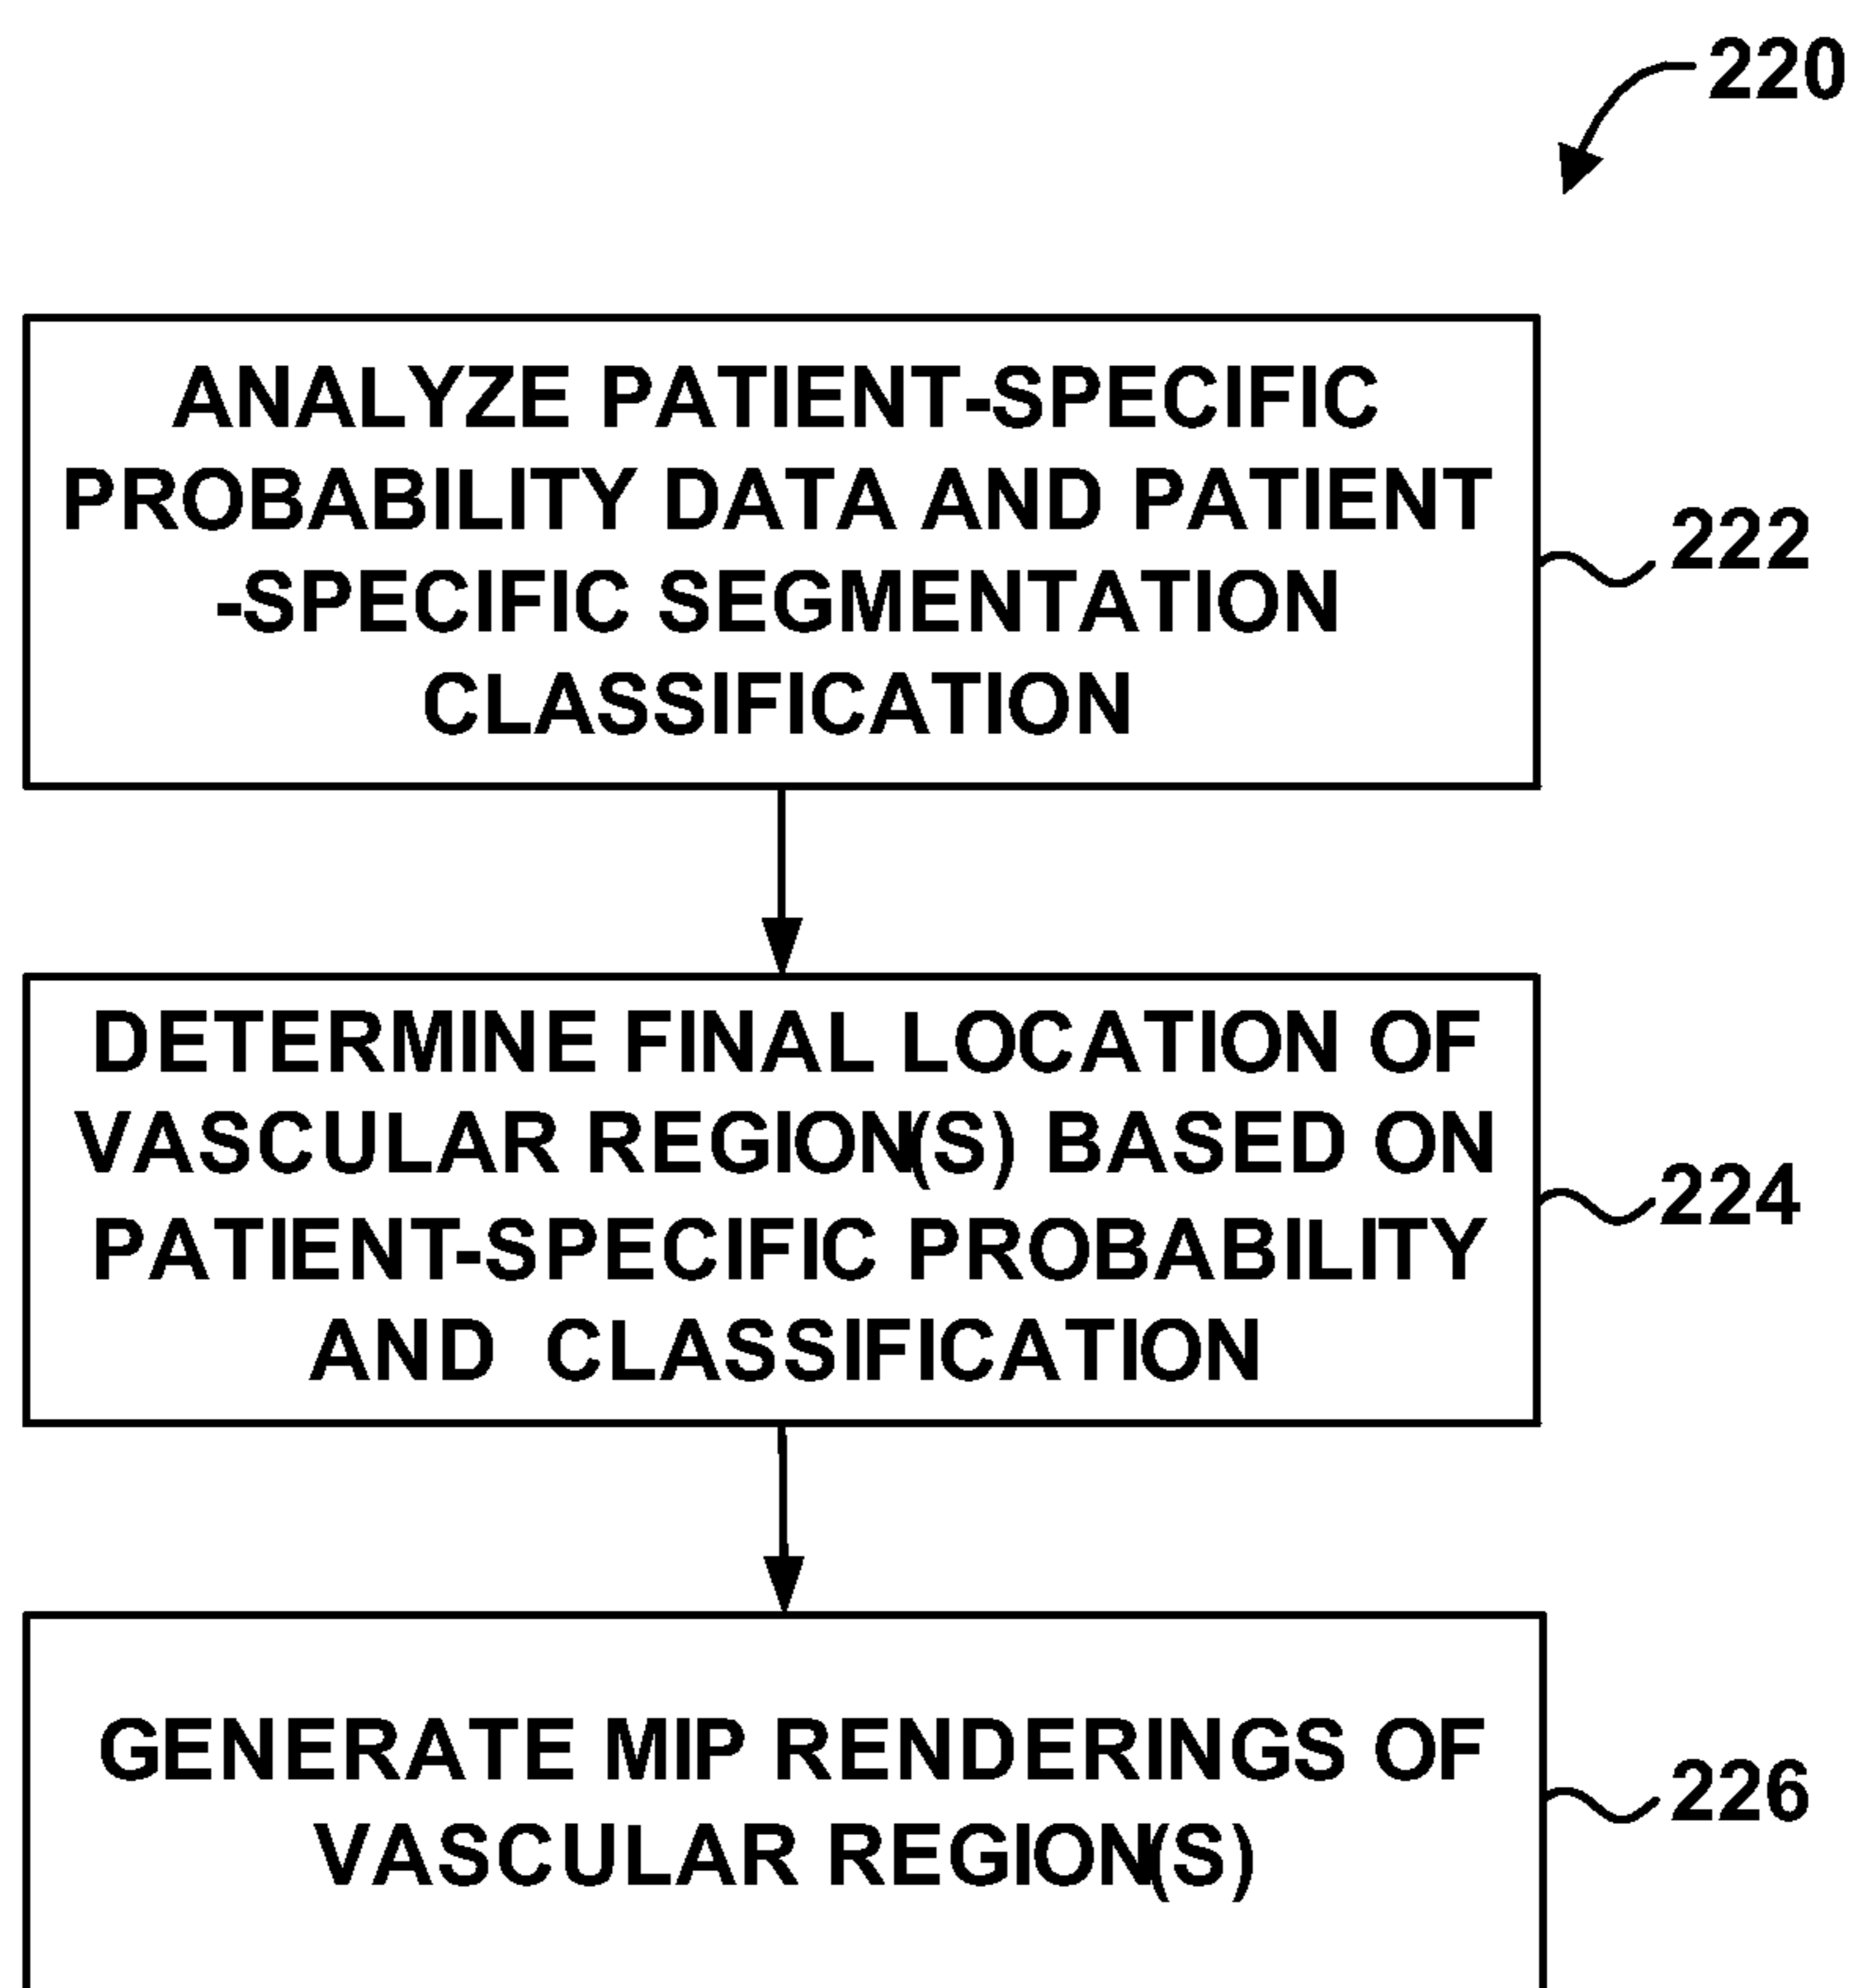 220
ANALYZE PATIENT-SPECIFIC
PROBABILITY DATA AND PATIENT
-SPECIFIC SEGMENTATION
CLASSIFICATION
222
DETERMINE FINAL LOCATION OF
VASCULAR REGION(S) BASED ON
PATIENT-SPECIFIC PROBABILITY
AND CLASSIFICATION
224
GENERATE MIP RENDERINGS OF
VASCULAR REGION(S)
226